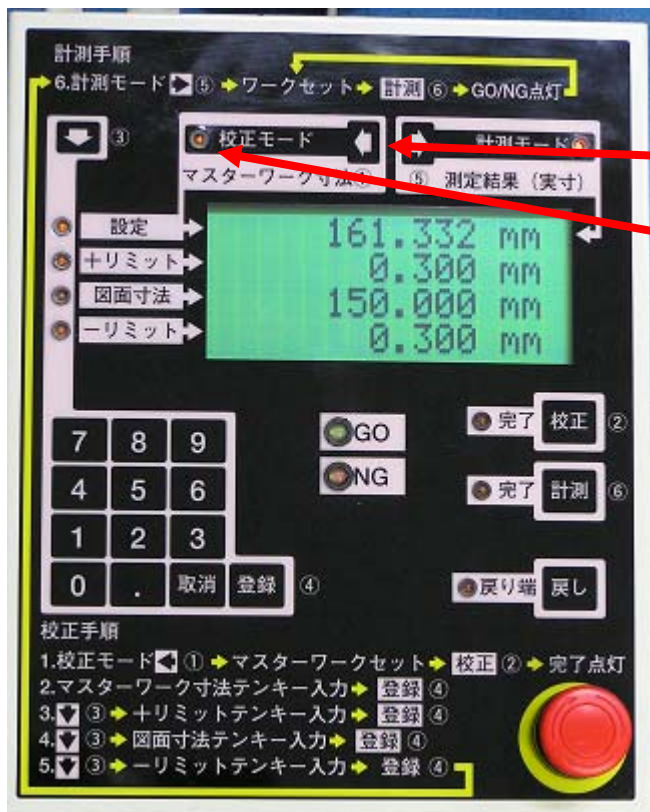 計測手順
6.計測モード ⑤ ワークセット 計測 ⑥ GO/NG点灯
③
校正モード
計測モード
マスターワーク寸法①
⑤ 測定結果（実寸）
設定 161.332 mm
＋リミット 0.300 mm
図面寸法 150.000 mm
−リミット 0.300 mm
7 8 9
GO
完了 校正 ②
4 5 6
NG
完了 計測 ⑥
1 2 3
0 . 取消 登録 ④
戻り端 戻し
校正手順
1.校正モード ① マスターワークセット 校正 ② 完了点灯
2.マスターワーク寸法テンキー入力 登録 ④
3. ③ ＋リミットテンキー入力 登録 ④
4. ③ 図面寸法テンキー入力 登録 ④
5. ③ −リミットテンキー入力 登録 ④